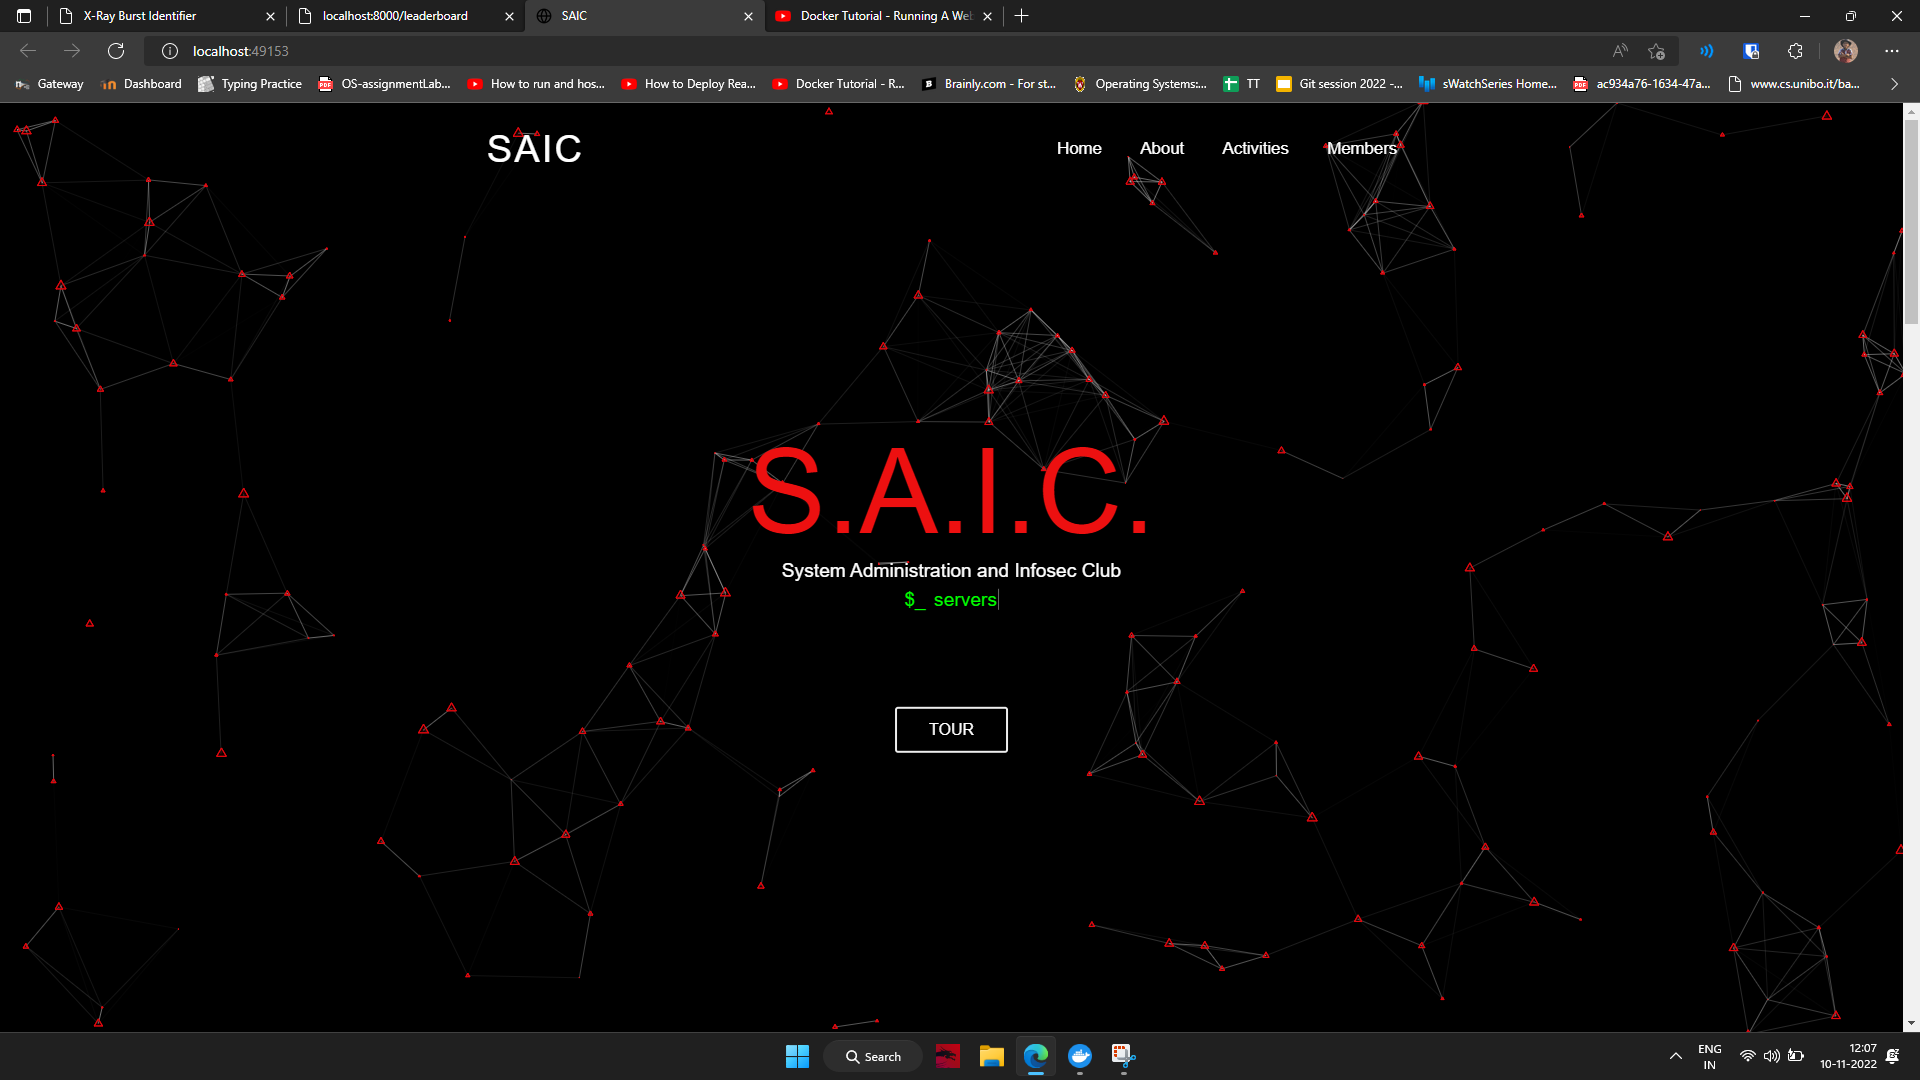 X-Ray Burst Identifier
localhost:8000/leaderboard
SAIC
Docker Tutorial - Running A Web
localhost:49153
Gateway
Dashboard
Typing Practice
OS-assignmentLab...
How to run and hos...
How to Deploy Rea...
Docker Tutorial - R...
Brainly.com - For st...
Operating Systems:...
TT
Git session 2022 -...
sWatchSeries Home...
ac934a76-1634-47a...
www.cs.unibo.it/ba...
SAIC
Home About Activities Members
S.A.I.C.
System Administration and Infosec Club
$_ servers
TOUR
Search
ENG
IN
12:07
10-11-2022